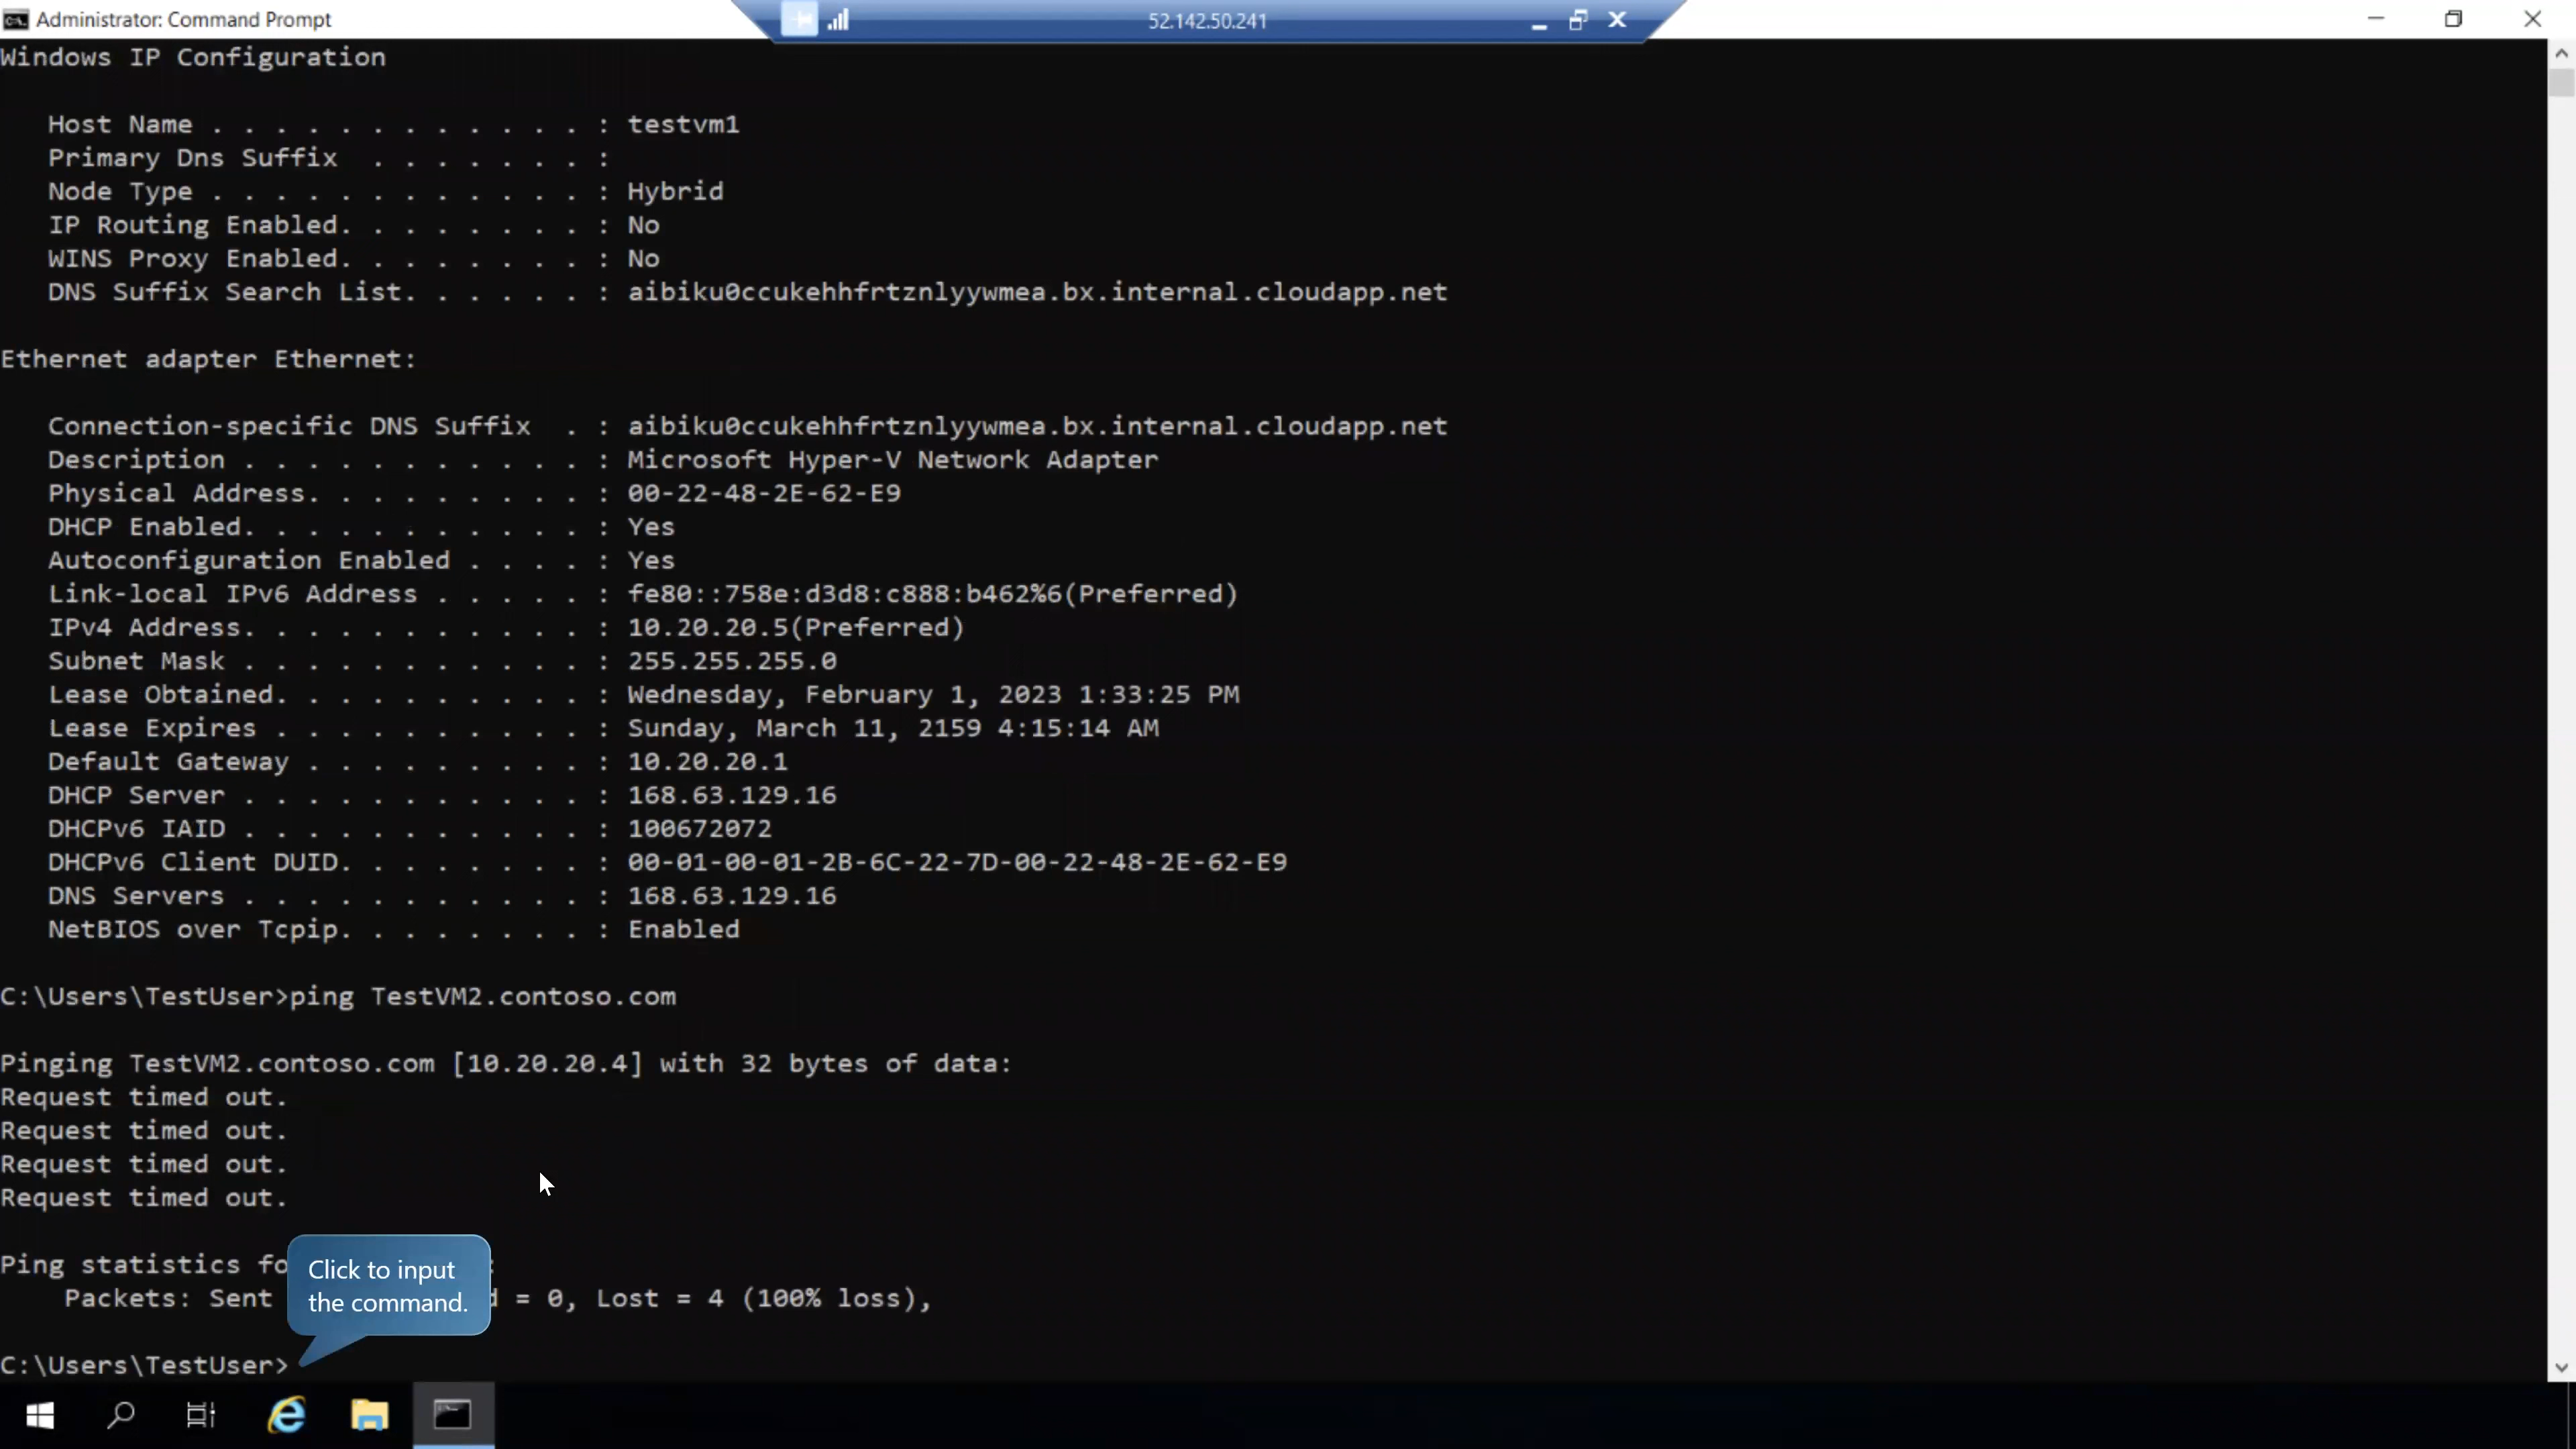 Administrator: Command Prompt
52.142.50.241
Windows IP Configuration
Host Name . . . . . . . . . . . . : testvm1
Primary Dns Suffix  . . . . . . . :
Node Type . . . . . . . . . . . . : Hybrid
IP Routing Enabled. . . . . . . . : No
WINS Proxy Enabled. . . . . . . . : No
DNS Suffix Search List. . . . . . : aibiku0ccukehhfrtznlyywmea.bx.internal.cloudapp.net
Ethernet adapter Ethernet:
Connection-specific DNS Suffix  . : aibiku0ccukehhfrtznlyywmea.bx.internal.cloudapp.net
Description . . . . . . . . . . . : Microsoft Hyper-V Network Adapter
Physical Address. . . . . . . . . : 00-22-48-2E-62-E9
DHCP Enabled. . . . . . . . . . . : Yes
Autoconfiguration Enabled . . . . : Yes
Link-local IPv6 Address . . . . . : fe80::758e:d3d8:c888:b462%6(Preferred)
IPv4 Address. . . . . . . . . . . : 10.20.20.5(Preferred)
Subnet Mask . . . . . . . . . . . : 255.255.255.0
Lease Obtained. . . . . . . . . . : Wednesday, February 1, 2023 1:33:25 PM
Lease Expires . . . . . . . . . . : Sunday, March 11, 2159 4:15:14 AM
Default Gateway . . . . . . . . . : 10.20.20.1
DHCP Server . . . . . . . . . . . : 168.63.129.16
DHCPv6 IAID . . . . . . . . . . . : 100672072
DHCPv6 Client DUID. . . . . . . . : 00-01-00-01-2B-6C-22-7D-00-22-48-2E-62-E9
DNS Servers . . . . . . . . . . . : 168.63.129.16
NetBIOS over Tcpip. . . . . . . . : Enabled
C:\Users\TestUser>ping TestVM2.contoso.com
Pinging TestVM2.contoso.com [10.20.20.4] with 32 bytes of data:
Request timed out.
Request timed out.
Request timed out.
Request timed out.
Ping statistics
Packets: Sent = 0, Lost = 4 (100% loss),
Click to input
the command.
C:\Users\TestUser>